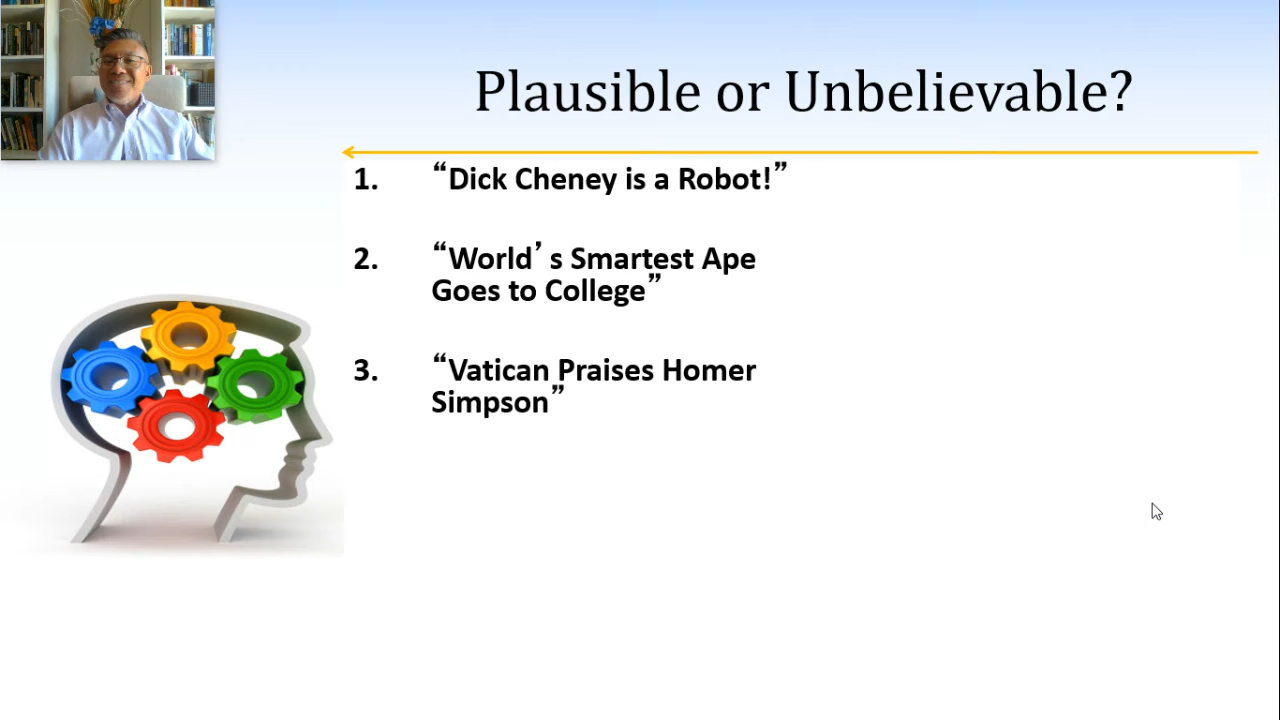 Plausible or Unbelievable?
1. “Dick Cheney is a Robot!”
2. “World’s Smartest Ape
Goes to College”
3. “Vatican Praises Homer
Simpson”